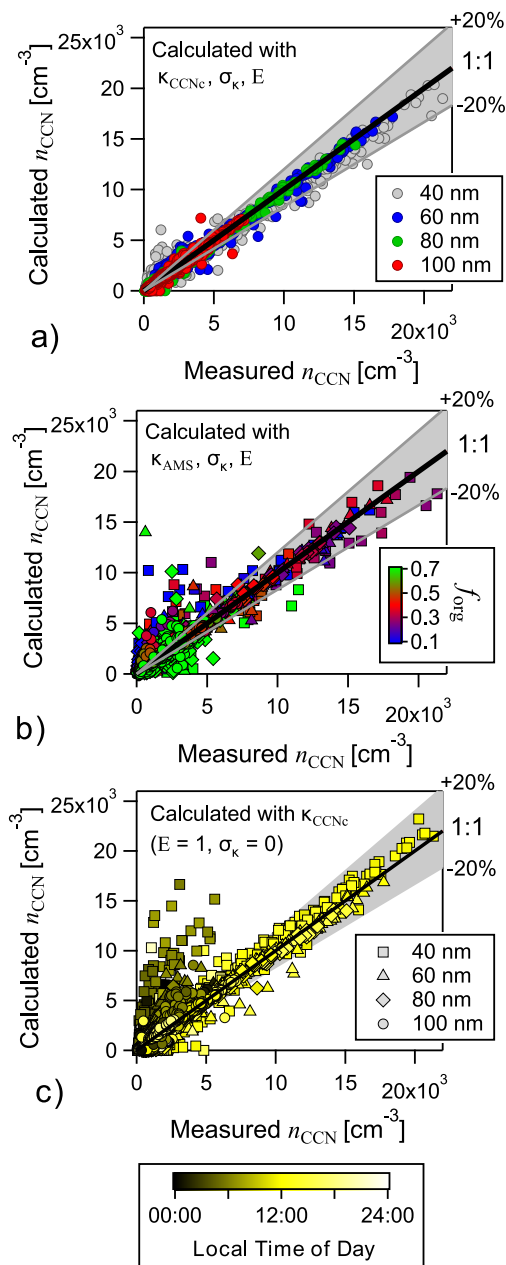 +20%
25x10³
Calculated with
κCCNc, σκ, E
1:1
-20%
20
15
10
5
0
Calculated nCCN [cm⁻³]
40 nm
60 nm
80 nm
100 nm
0 5 10 15 20x10³
a)
Measured nCCN [cm⁻³]
+20%
25x10³
Calculated with
κAMS, σκ, E
1:1
-20%
20
15
10
5
0
Calculated nCCN [cm⁻³]
0.7
0.5
0.3
0.1
forg
0 5 10 15 20x10³
b)
Measured nCCN [cm⁻³]
+20%
25x10³
Calculated with κCCNc
(E = 1, σκ = 0)
1:1
-20%
20
15
10
5
0
Calculated nCCN [cm⁻³]
40 nm
60 nm
80 nm
100 nm
0 5 10 15 20x10³
c)
Measured nCCN [cm⁻³]
00:00 12:00 24:00
Local Time of Day